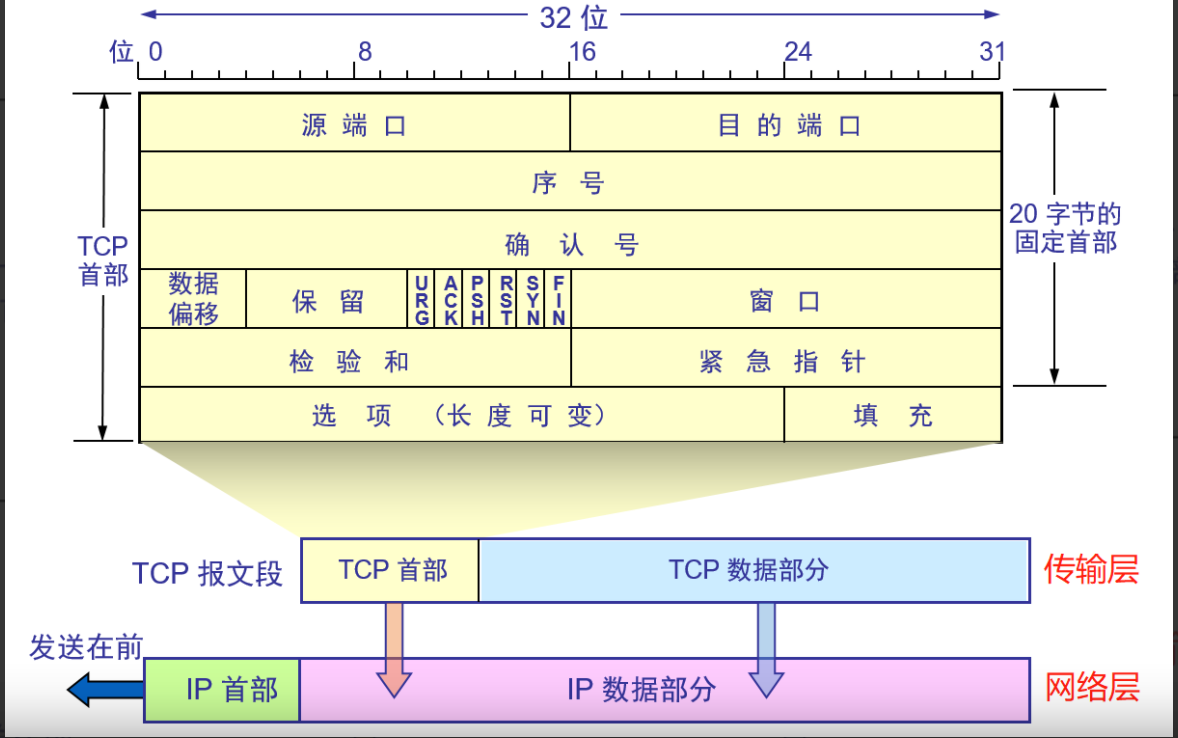 32 位
位 0 8 16 24 31
源 端 口 目 的 端 口
序 号
确 认 号
TCP
首部
20 字节的
固定首部
数据
偏移
保 留
URG
ACK
PSH
RST
SYN
FIN
窗 口
检 验 和 紧 急 指 针
选 项 （长 度 可 变） 填 充
TCP 报文段 TCP 首部 TCP 数据部分 传输层
发送在前
IP 首部 IP 数据部分 网络层